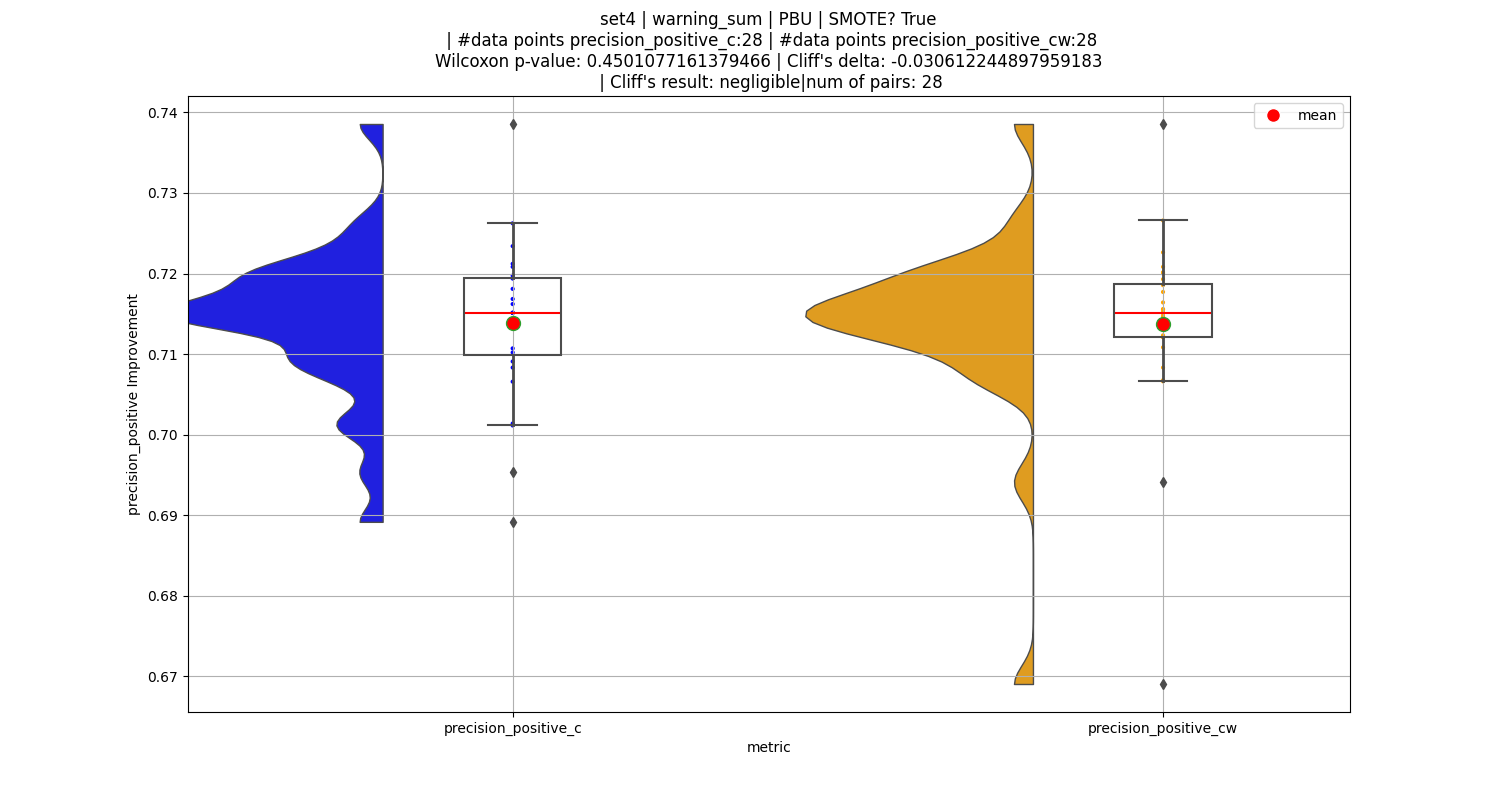 set4 | warning_sum | PBU | SMOTE? True
| #data points precision_positive_c:28 | #data points precision_positive_cw:28
Wilcoxon p-value: 0.4501077161379466 | Cliff's delta: -0.030612244897959183
| Cliff's result: negligible|num of pairs: 28
mean
0.74
0.73
0.72
0.71
0.70
0.69
0.68
0.67
precision_positive Improvement
precision_positive_c
precision_positive_cw
metric